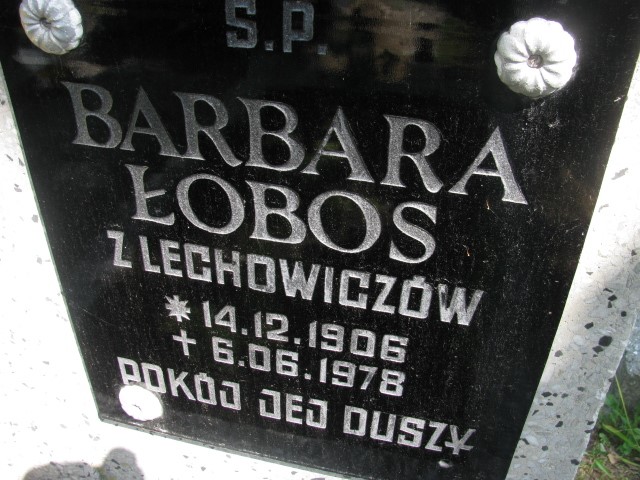 S.P.
BARBARA
ŁOBOS
Z LECHOWICZÓW
* 14.12.1906
† 6.06.1978
POKÓJ JEJ DUSZY